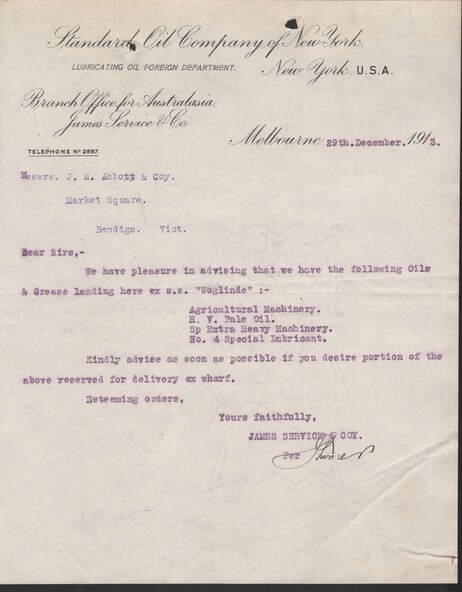 Standard Oil Company of New York.
LUBRICATING OIL FOREIGN DEPARTMENT.
New York. U.S.A.
Branch Office for Australasia.
James Service & Co.
TELEPHONE Nº 2887.
Melbourne 29th.December. 1913.
Messrs. J. H. Abbott & Coy.
Market Square.
Bendigo. Vict.
Dear Sirs,-
We have pleasure in advising that we have the following Oils
& Grease landing here ex s.s. "Woglinde" :-
Agricultural Machinery.
H. V. Pale Oil.
Sp Extra Heavy Machinery.
No. 4 Special Lubricant.
Kindly advise as soon as possible if you desire portion of the
above reserved for delivery ex wharf.
Esteeming orders,
Yours faithfully,
JAMES SERVICE & COY.
Per